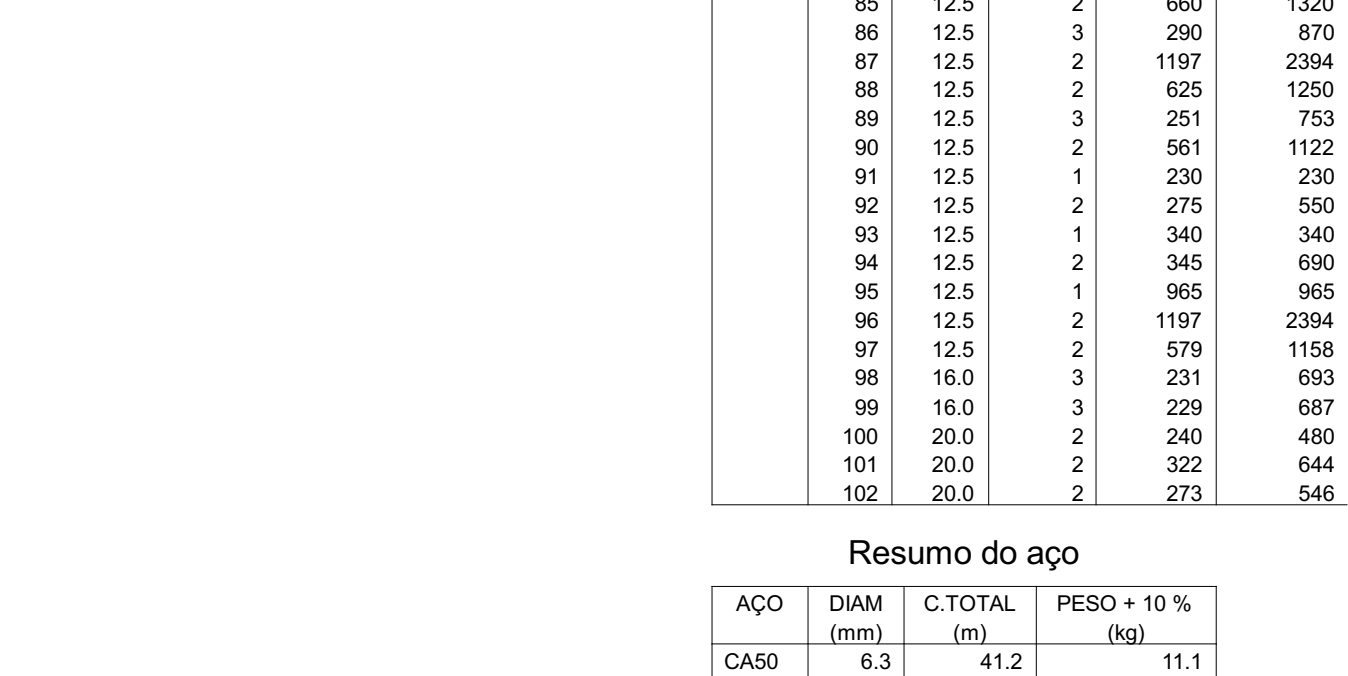 85 12.5 2 660 1320
86 12.5 3 290 870
87 12.5 2 1197 2394
88 12.5 2 625 1250
89 12.5 3 251 753
90 12.5 2 561 1122
91 12.5 1 230 230
92 12.5 2 275 550
93 12.5 1 340 340
94 12.5 2 345 690
95 12.5 1 965 965
96 12.5 2 1197 2394
97 12.5 2 579 1158
98 16.0 3 231 693
99 16.0 3 229 687
100 20.0 2 240 480
101 20.0 2 322 644
102 20.0 2 273 546
Resumo do aço
AÇO DIAM C.TOTAL PESO + 10 %
(mm) (m) (kg)
CA50 6.3 41.2 11.1